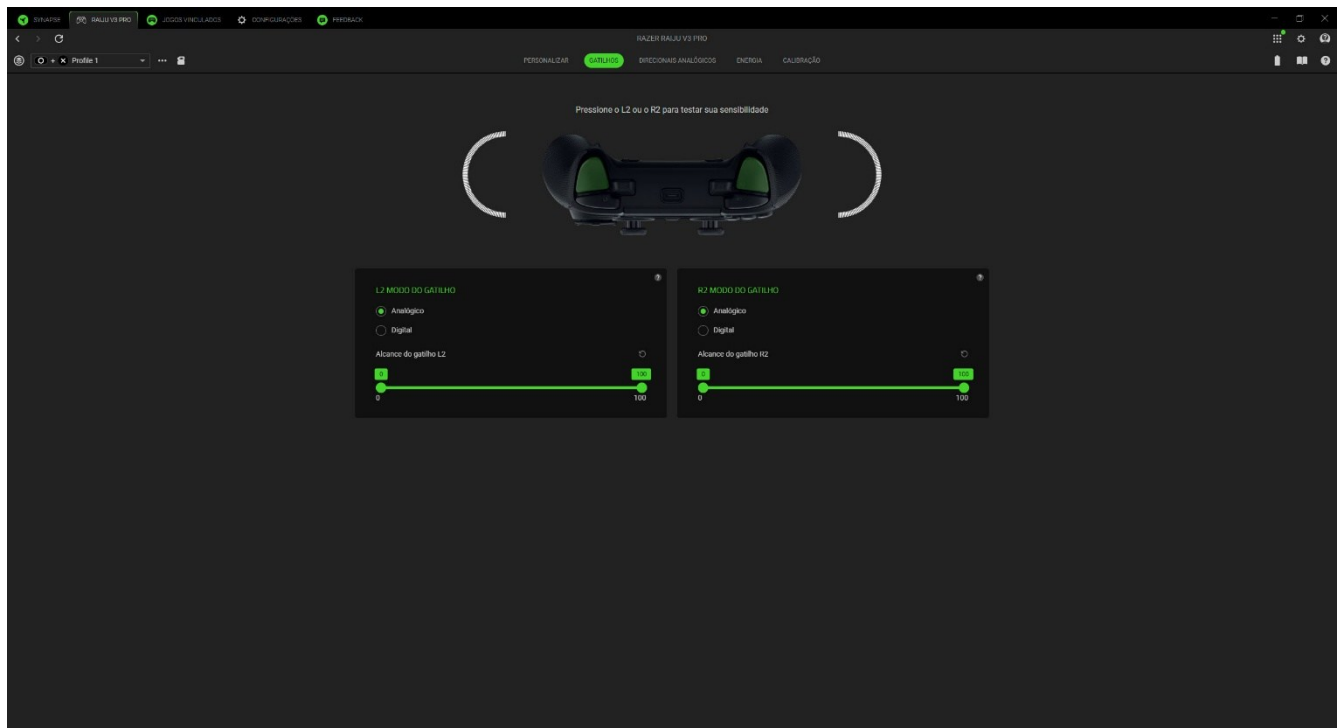 SYNAPSE RAIJU V3 PRO JOGOS VINCULADOS CONFIGURAÇÕES FEEDBACK
RAZER RAIJU V3 PRO
Profile 1 PERSONALIZAR GATILHOS DIRECIONAIS ANALÓGICOS ENERGIA CALIBRAÇÃO
Pressione o L2 ou o R2 para testar sua sensibilidade
L2 MODO DO GATILHO
Analógico
Digital
Alcance do gatilho L2
0 100
0 100
R2 MODO DO GATILHO
Analógico
Digital
Alcance do gatilho R2
0 100
0 100